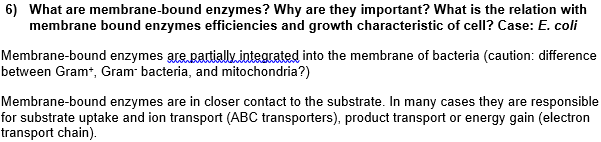 6) What are membrane-bound enzymes? Why are they important? What is the relation with
membrane bound enzymes efficiencies and growth characteristic of cell? Case: E. coli
Membrane-bound enzymes are partially integrated into the membrane of bacteria (caution: difference
between Gram⁺, Gram⁻ bacteria, and mitochondria?)
Membrane-bound enzymes are in closer contact to the substrate. In many cases they are responsible
for substrate uptake and ion transport (ABC transporters), product transport or energy gain (electron
transport chain).